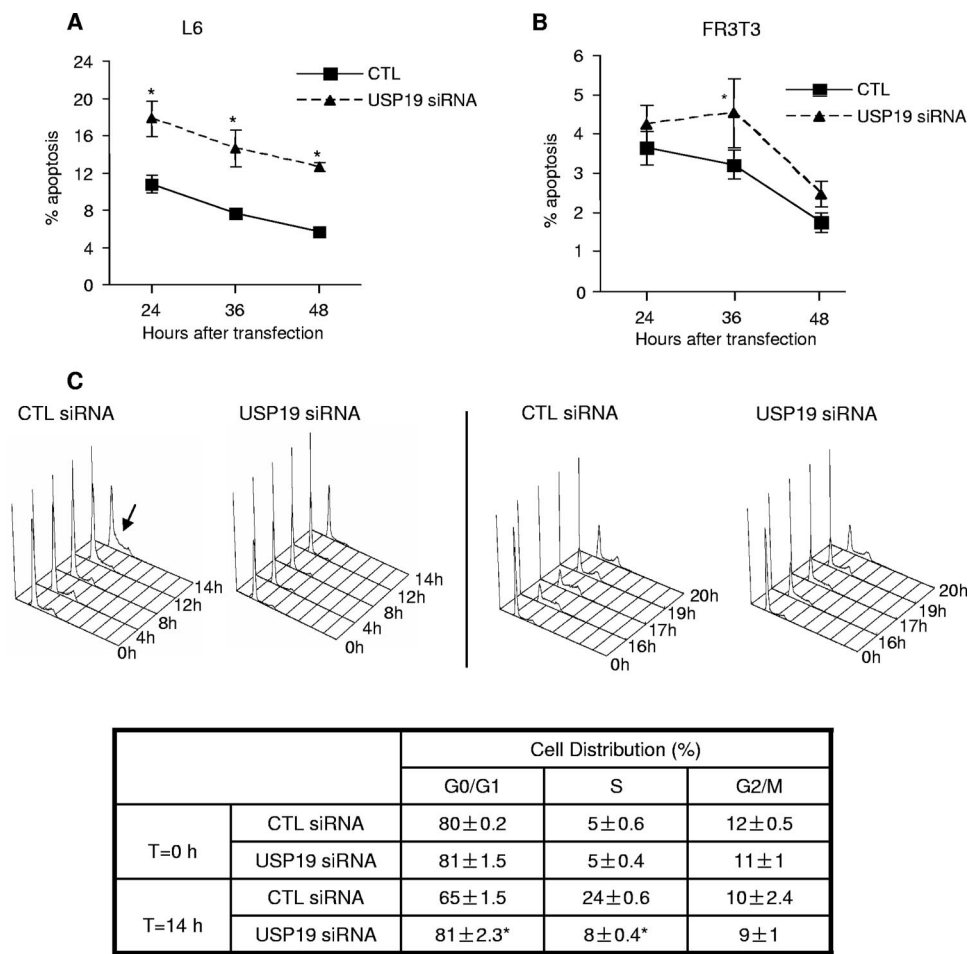 A
L6
24
20
16
12
8
4
0
% apoptosis
*
*
*
24
36
48
Hours after transfection
CTL
USP19 siRNA
B
FR3T3
6
5
4
3
2
1
0
% apoptosis
*
24
36
48
Hours after transfection
CTL
USP19 siRNA
C
CTL siRNA
14h
12h
8h
4h
0h
USP19 siRNA
14h
12h
8h
4h
0h
CTL siRNA
20h
19h
17h
16h
0h
USP19 siRNA
20h
19h
17h
16h
0h
Cell Distribution (%)
G0/G1 S G2/M
T=0 h
CTL siRNA 80±0.2 5±0.6 12±0.5
USP19 siRNA 81±1.5 5±0.4 11±1
T=14 h
CTL siRNA 65±1.5 24±0.6 10±2.4
USP19 siRNA 81±2.3* 8±0.4* 9±1